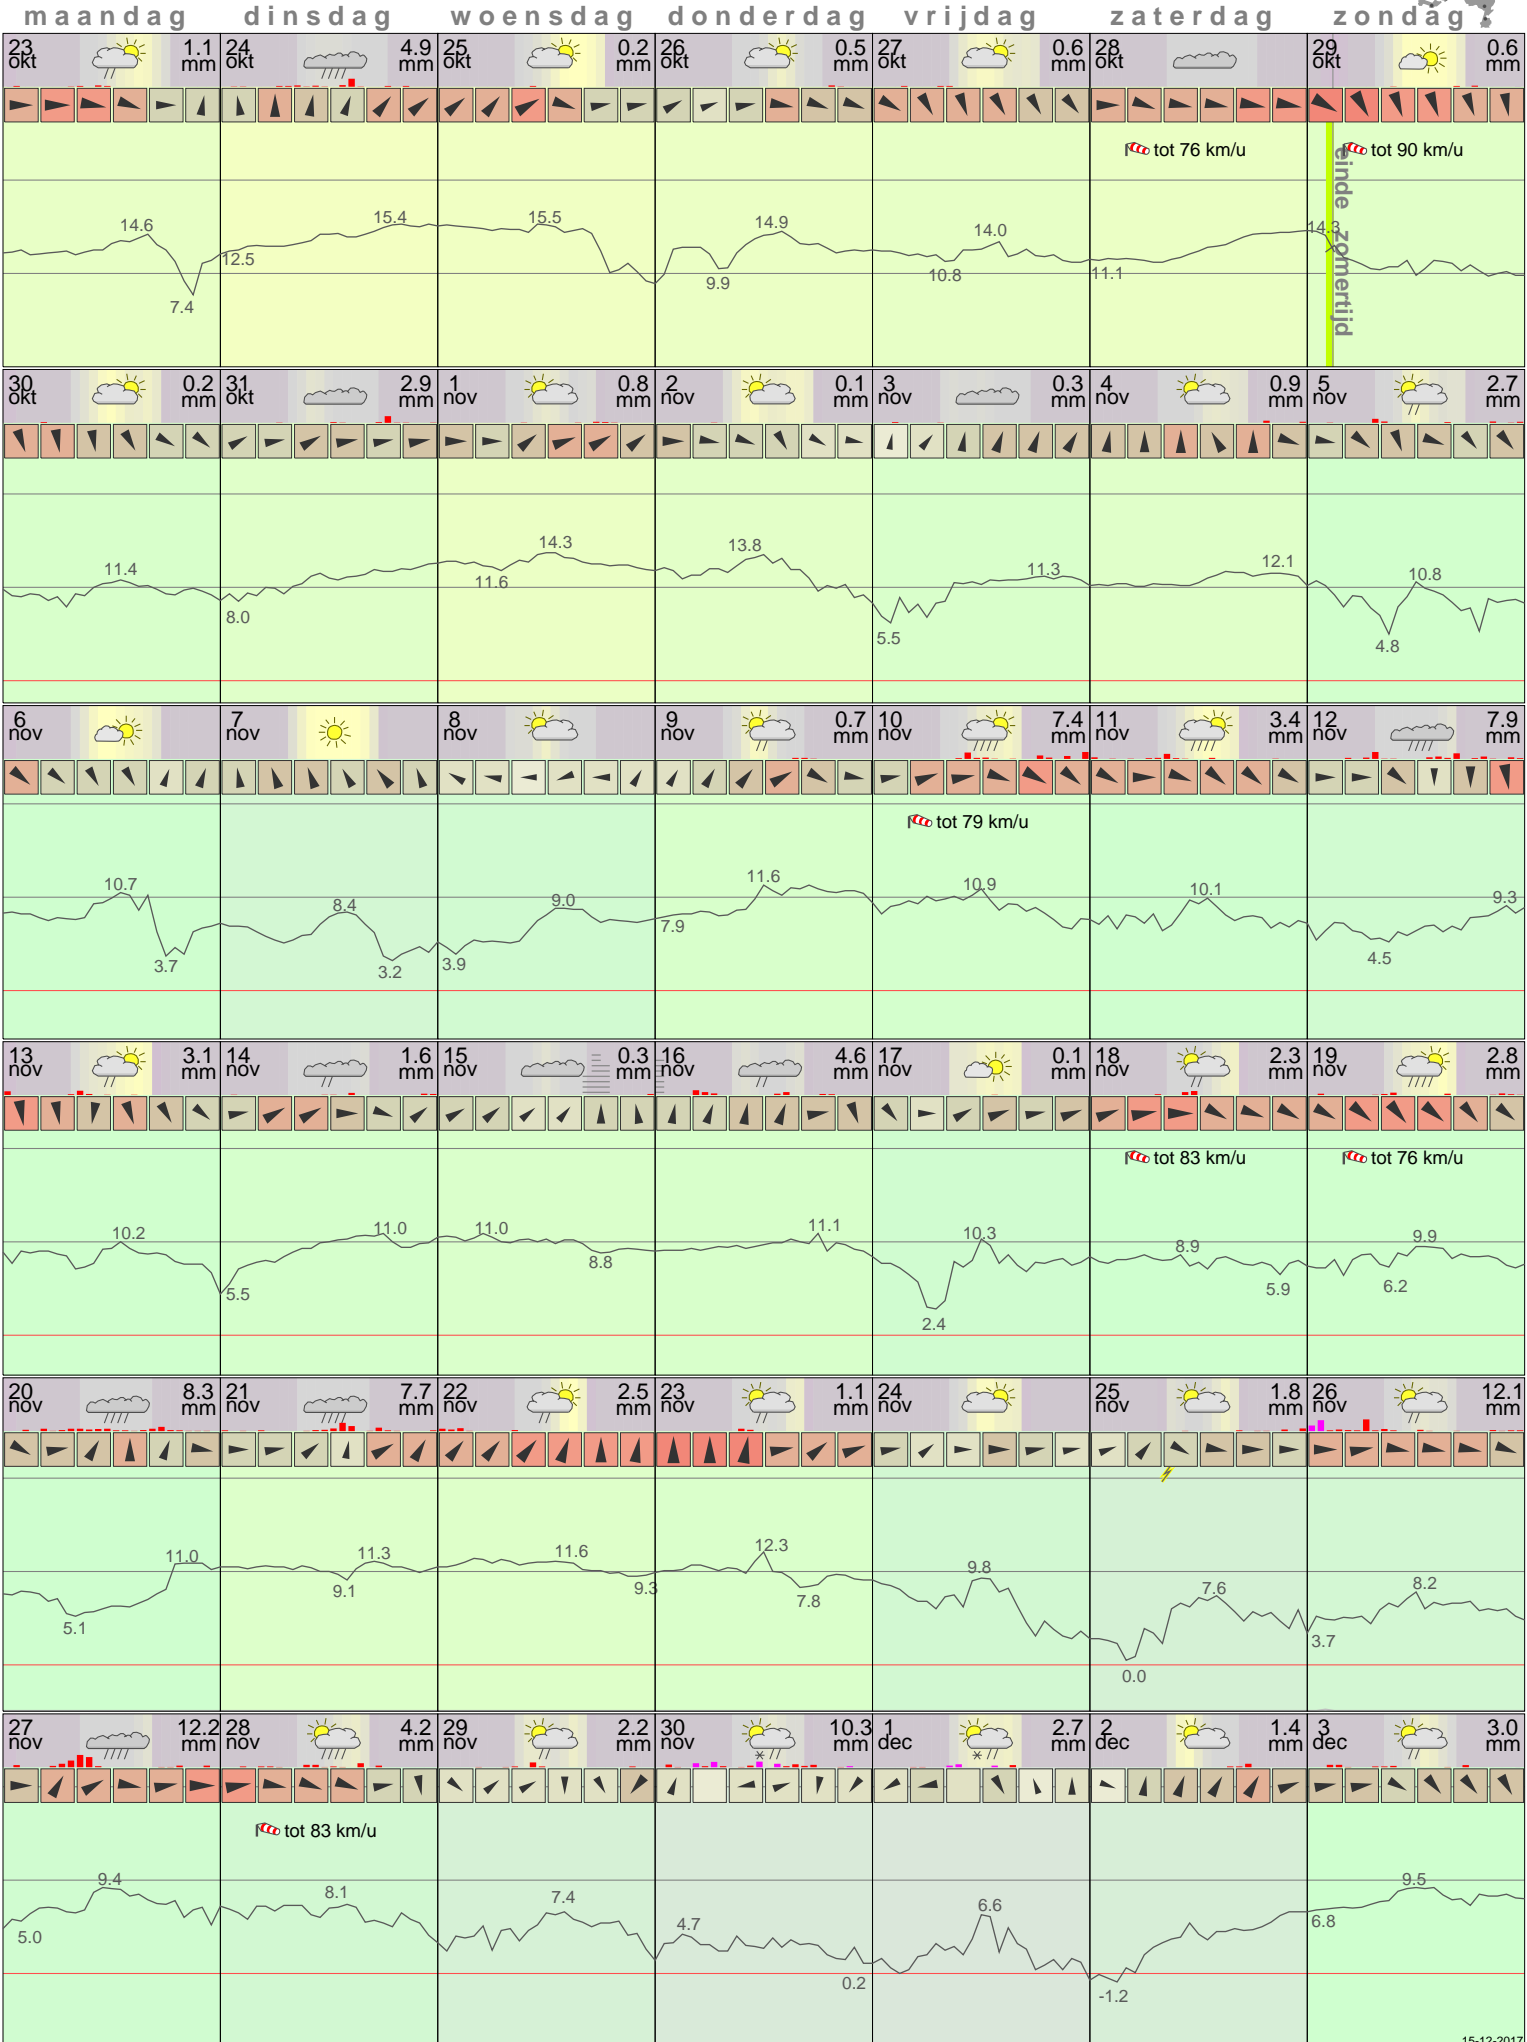 maandag dinsdag woensdag donderdag vrijdag zaterdag zondag
23 okt 1.1 mm 24 okt 4.9 mm 25 okt 0.2 mm 26 okt 0.5 mm 27 okt 0.6 mm 28 okt 29 okt 0.6 mm
tot 76 km/u tot 90 km/u
einde zomertijd
14.6 7.4 12.5 15.4 15.5 9.9 14.9 10.8 14.0 11.1 14.3
30 okt 0.2 mm 31 okt 2.9 mm 1 nov 0.8 mm 2 nov 0.1 mm 3 nov 0.3 mm 4 nov 0.9 mm 5 nov 2.7 mm
11.4 8.0 11.6 14.3 13.8 5.5 11.3 12.1 4.8 10.8
6 nov 7 nov 8 nov 9 nov 0.7 mm 10 nov 7.4 mm 11 nov 3.4 mm 12 nov 7.9 mm
tot 79 km/u
10.7 3.7 8.4 3.2 3.9 9.0 7.9 11.6 10.9 10.1 4.5 9.3
13 nov 3.1 mm 14 nov 1.6 mm 15 nov 0.3 mm 16 nov 4.6 mm 17 nov 0.1 mm 18 nov 2.3 mm 19 nov 2.8 mm
tot 83 km/u tot 76 km/u
10.2 5.5 11.0 11.0 8.8 11.1 2.4 10.3 8.9 5.9 6.2 9.9
20 nov 8.3 mm 21 nov 7.7 mm 22 nov 2.5 mm 23 nov 1.1 mm 24 nov 25 nov 1.8 mm 26 nov 12.1 mm
5.1 11.0 9.1 11.3 11.6 9.3 12.3 7.8 9.8 0.0 7.6 3.7 8.2
27 nov 12.2 mm 28 nov 4.2 mm 29 nov 2.2 mm 30 nov 10.3 mm 1 dec 2.7 mm 2 dec 1.4 mm 3 dec 3.0 mm
tot 83 km/u
5.0 9.4 8.1 7.4 4.7 0.2 6.6 -1.2 6.8 9.5
15-12-2017